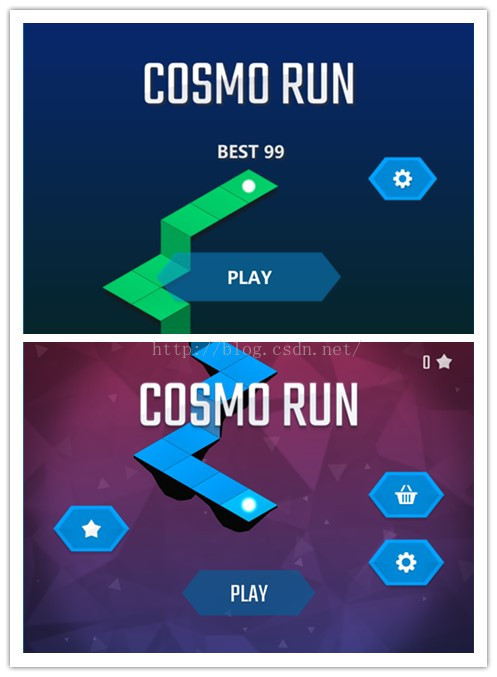 COSMO RUN
BEST 99
PLAY
http://blog.csdn.net/
0
COSMO RUN
PLAY